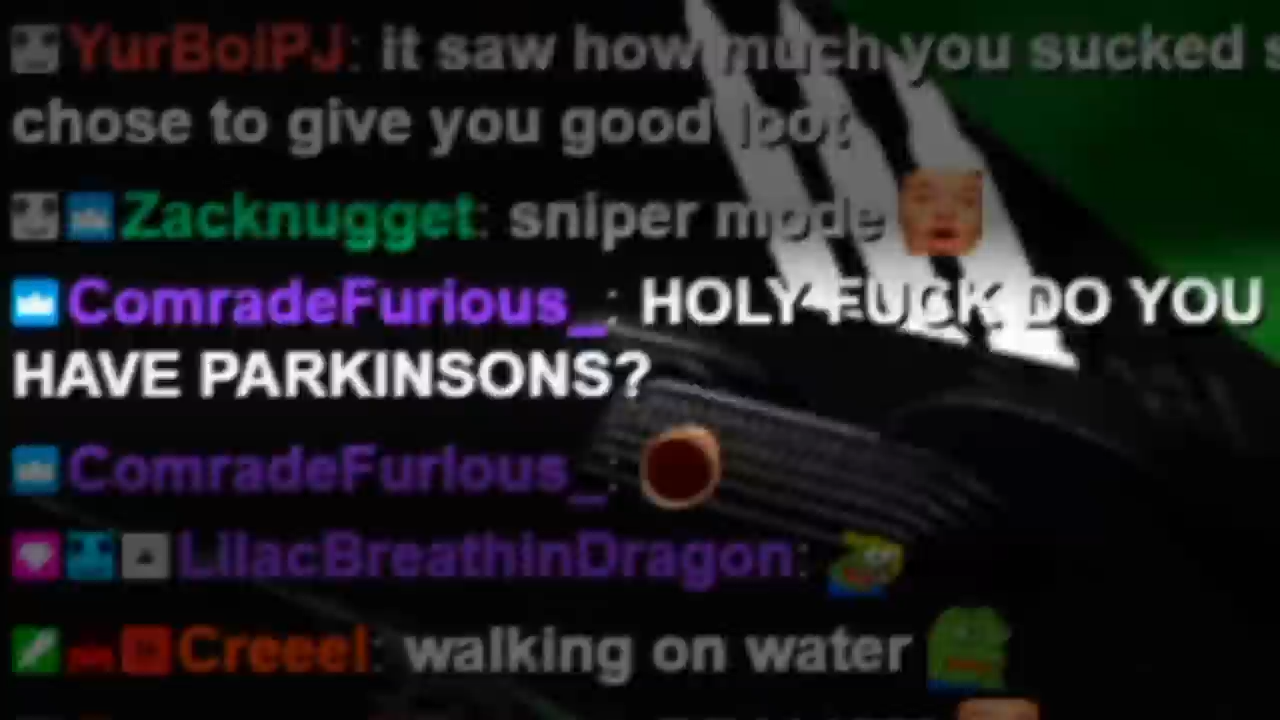 YurBoiPJ: it saw how much you sucked s
chose to give you good loot
Zacknugget: sniper mode
ComradeFurious_: HOLY FUCK DO YOU
HAVE PARKINSONS?
ComradeFurious_:
LilacBreathinDragon:
Creeel: walking on water